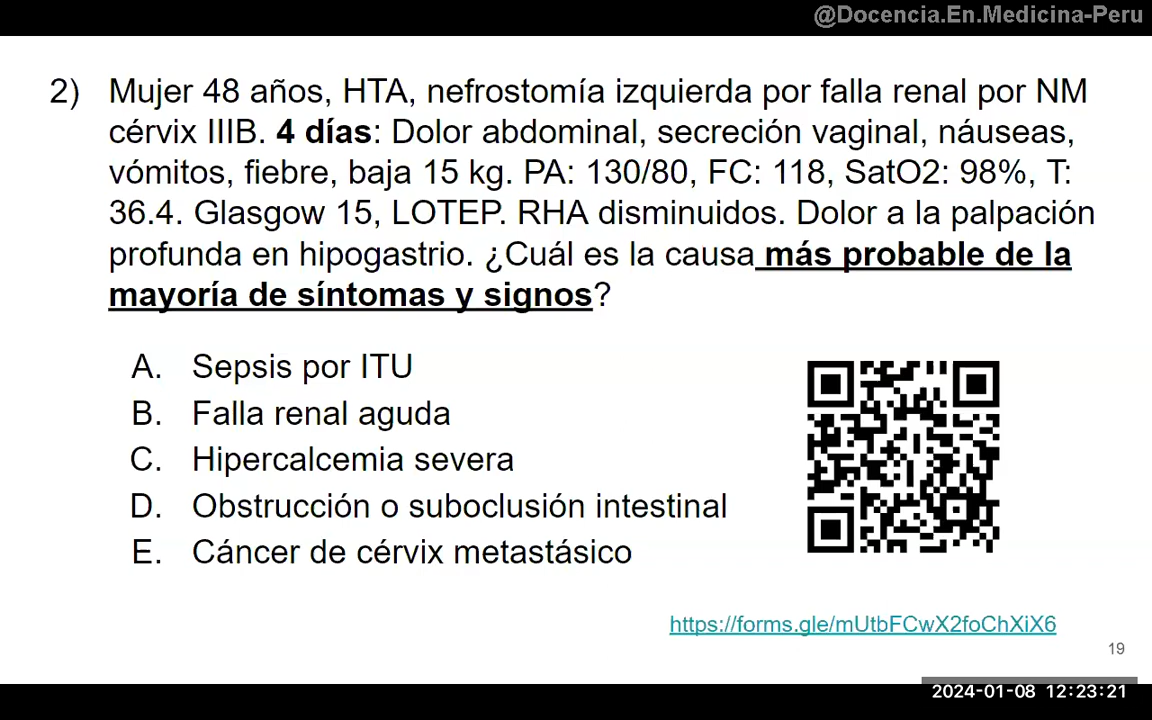 @Docencia.En.Medicina-Peru
2) Mujer 48 años, HTA, nefrostomía izquierda por falla renal por NM
cérvix IIIB. 4 días: Dolor abdominal, secreción vaginal, náuseas,
vómitos, fiebre, baja 15 kg. PA: 130/80, FC: 118, SatO2: 98%, T:
36.4. Glasgow 15, LOTEP. RHA disminuidos. Dolor a la palpación
profunda en hipogastrio. ¿Cuál es la causa más probable de la
mayoría de síntomas y signos?
A. Sepsis por ITU
B. Falla renal aguda
C. Hipercalcemia severa
D. Obstrucción o suboclusión intestinal
E. Cáncer de cérvix metastásico
https://forms.gle/mUtbFCwX2foChXiX6
19
2024-01-08 12:23:21